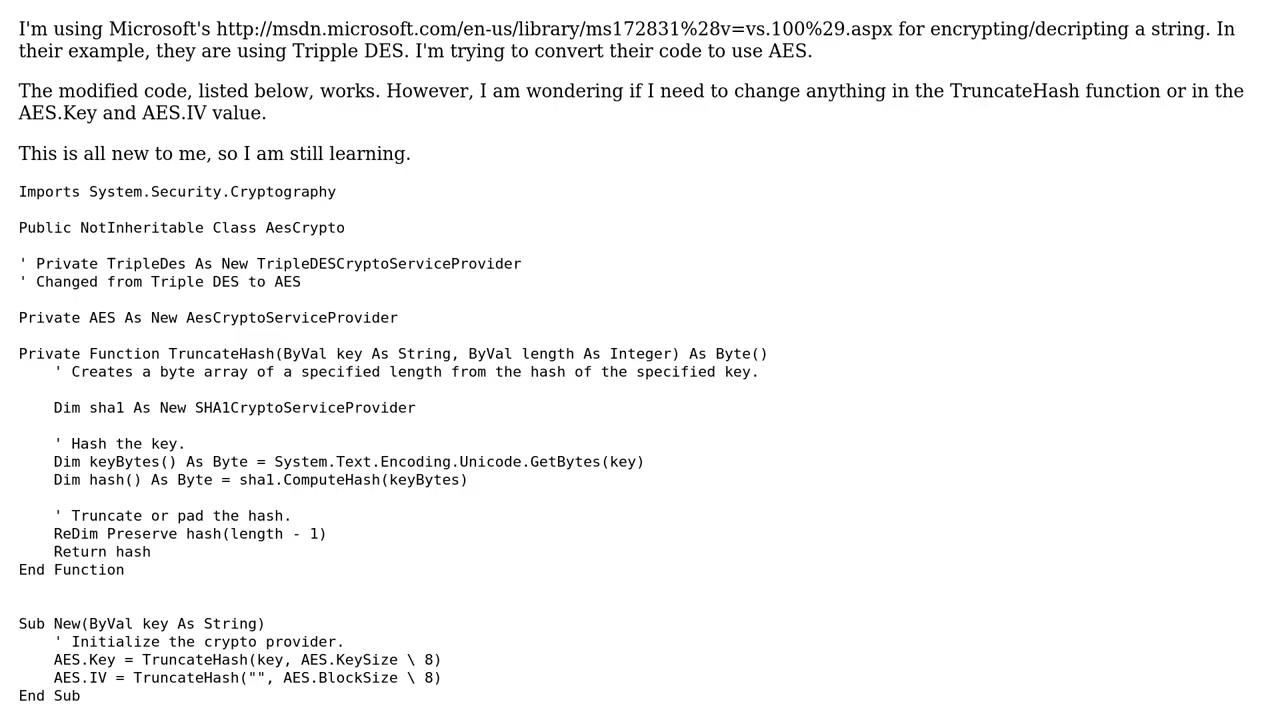 I'm using Microsoft's http://msdn.microsoft.com/en-us/library/ms172831%28v=vs.100%29.aspx for encrypting/decripting a string. In
their example, they are using Tripple DES. I'm trying to convert their code to use AES.
The modified code, listed below, works. However, I am wondering if I need to change anything in the TruncateHash function or in the
AES.Key and AES.IV value.
This is all new to me, so I am still learning.
Imports System.Security.Cryptography
Public NotInheritable Class AesCrypto
' Private TripleDes As New TripleDESCryptoServiceProvider
' Changed from Triple DES to AES
Private AES As New AesCryptoServiceProvider
Private Function TruncateHash(ByVal key As String, ByVal length As Integer) As Byte()
    ' Creates a byte array of a specified length from the hash of the specified key.
    Dim sha1 As New SHA1CryptoServiceProvider
    ' Hash the key.
    Dim keyBytes() As Byte = System.Text.Encoding.Unicode.GetBytes(key)
    Dim hash() As Byte = sha1.ComputeHash(keyBytes)
    ' Truncate or pad the hash.
    ReDim Preserve hash(length - 1)
    Return hash
End Function
Sub New(ByVal key As String)
    ' Initialize the crypto provider.
    AES.Key = TruncateHash(key, AES.KeySize \ 8)
    AES.IV = TruncateHash("", AES.BlockSize \ 8)
End Sub